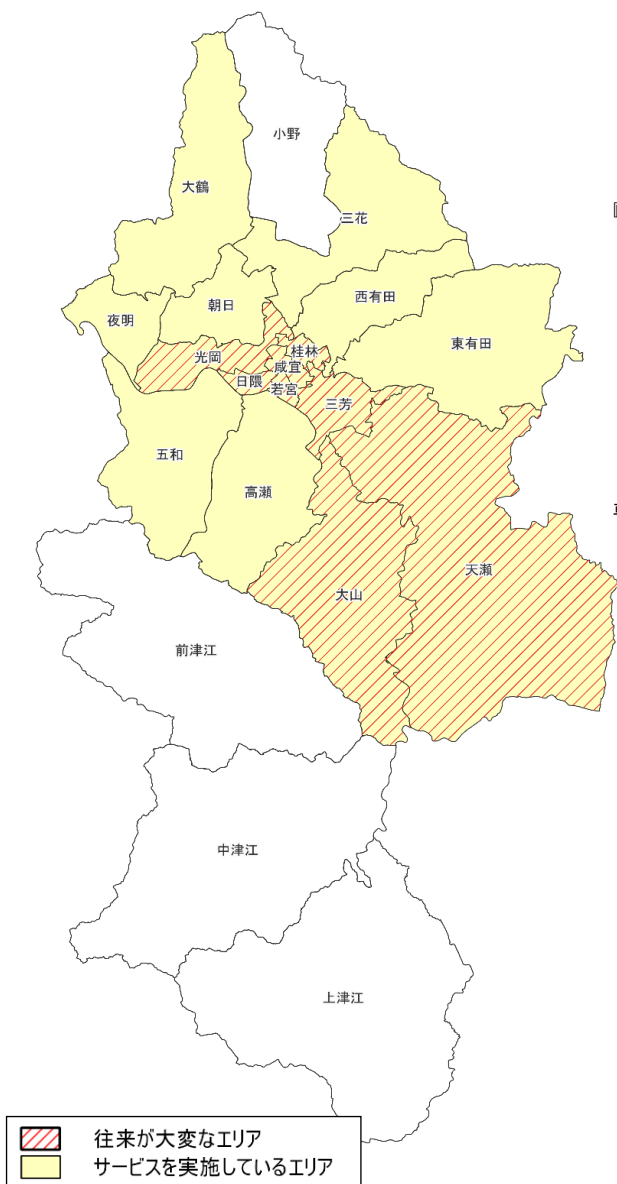 小野
大鶴
三花
朝日
西有田
夜明
東有田
光岡
桂林
咸宜
日隈
若宮
三芳
五和
高瀬
天瀬
大山
前津江
中津江
上津江
往来が大変なエリア
サービスを実施しているエリア